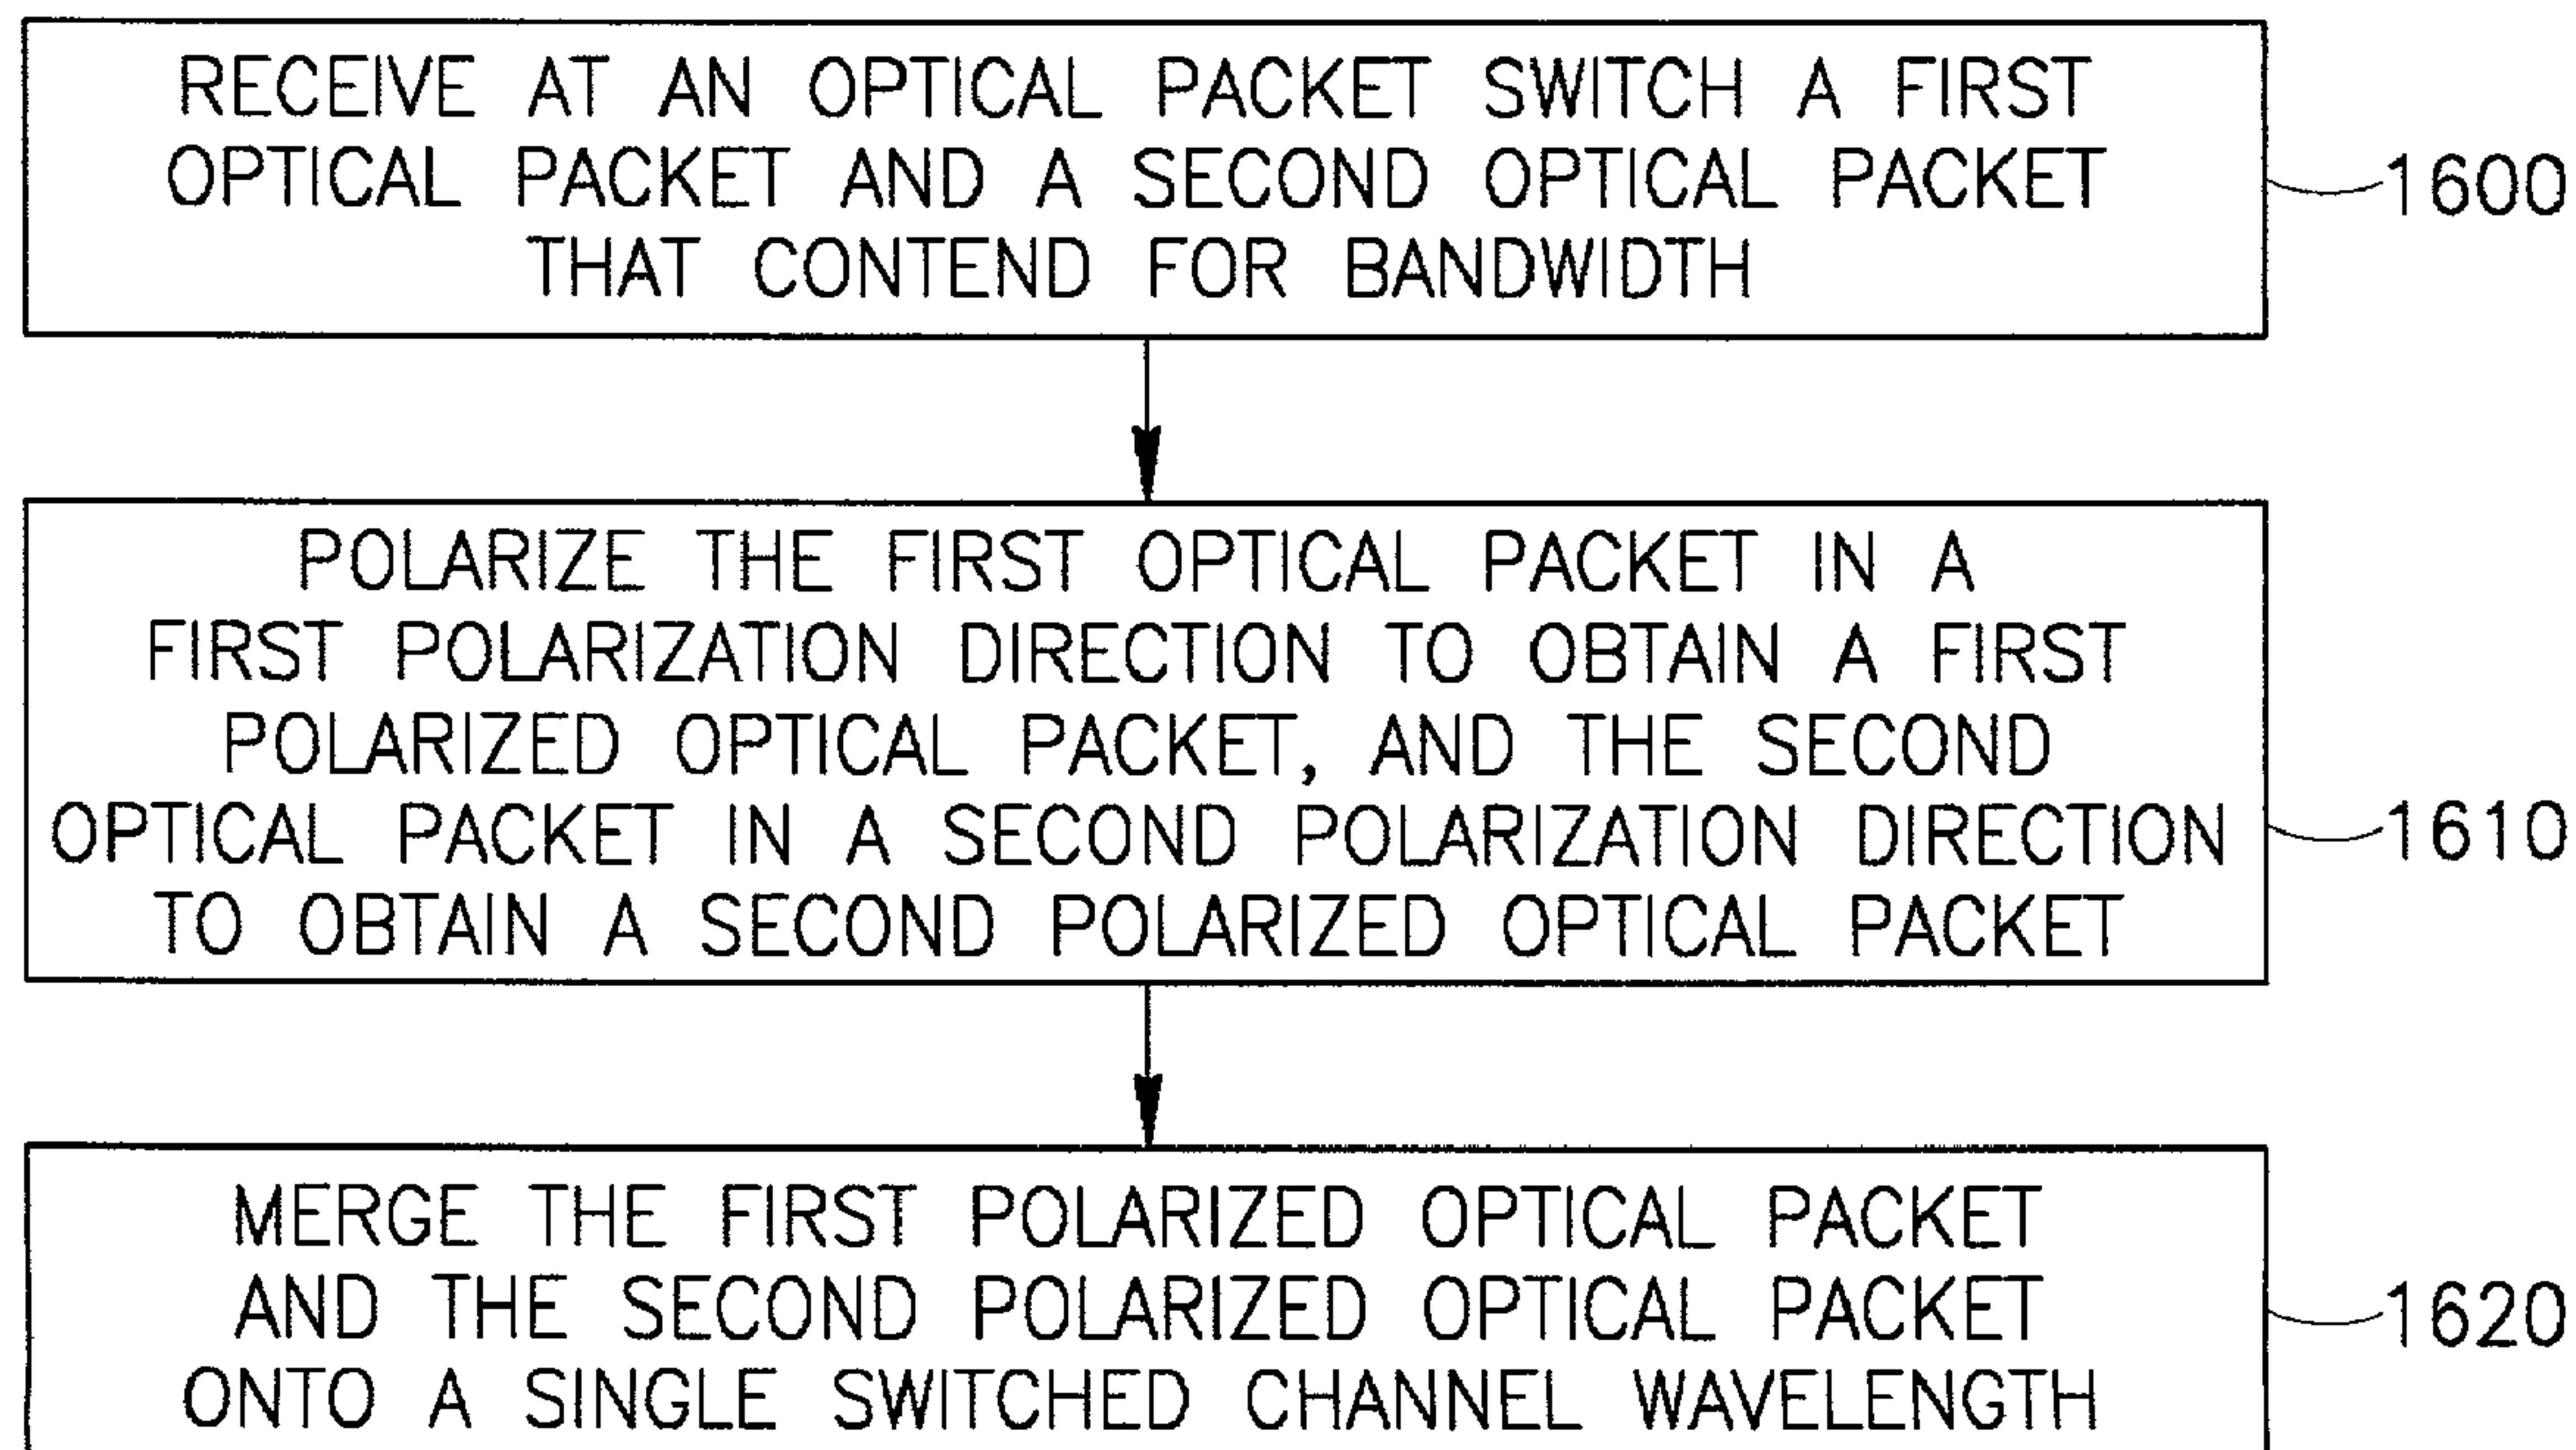 RECEIVE AT AN OPTICAL PACKET SWITCH A FIRST
OPTICAL PACKET AND A SECOND OPTICAL PACKET
THAT CONTEND FOR BANDWIDTH
1600
POLARIZE THE FIRST OPTICAL PACKET IN A
FIRST POLARIZATION DIRECTION TO OBTAIN A FIRST
POLARIZED OPTICAL PACKET, AND THE SECOND
OPTICAL PACKET IN A SECOND POLARIZATION DIRECTION
TO OBTAIN A SECOND POLARIZED OPTICAL PACKET
1610
MERGE THE FIRST POLARIZED OPTICAL PACKET
AND THE SECOND POLARIZED OPTICAL PACKET
ONTO A SINGLE SWITCHED CHANNEL WAVELENGTH
1620